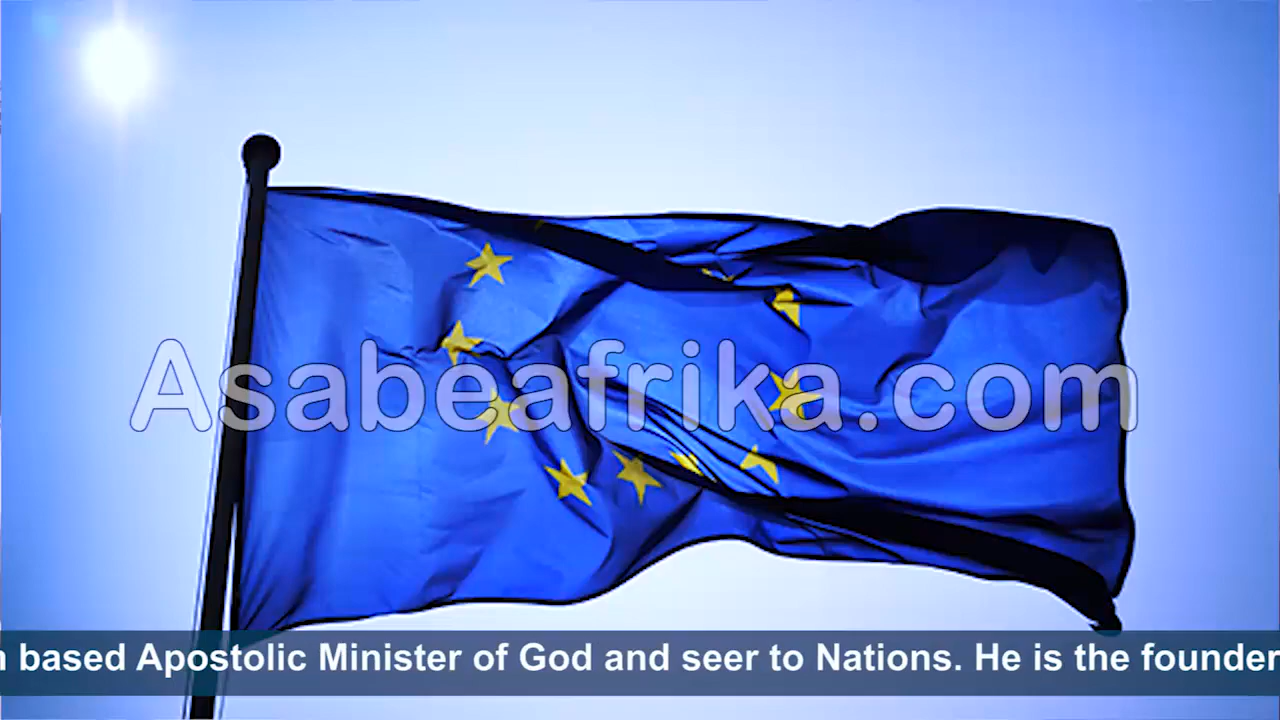 Asabeafrika.com
based Apostolic Minister of God and seer to Nations. He is the founder